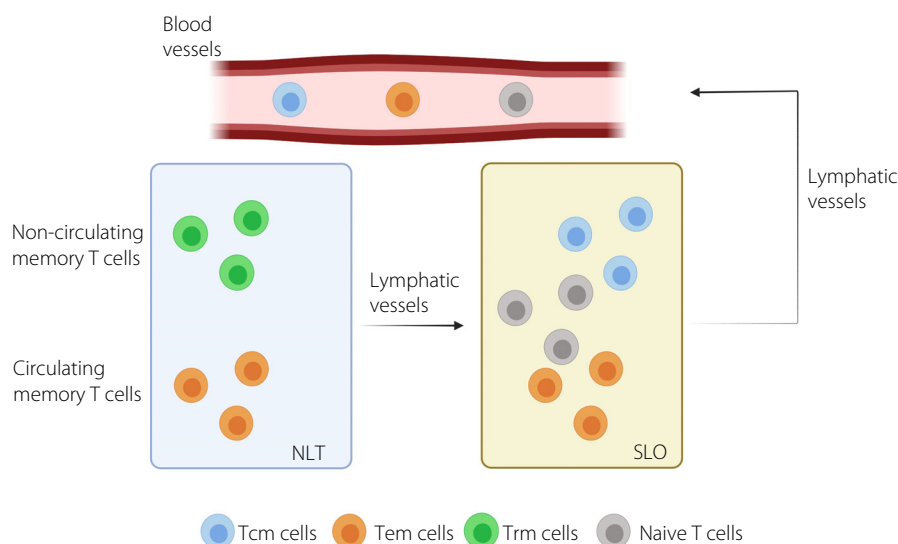 Blood
vessels
Lymphatic
vessels
Non-circulating
memory T cells
Lymphatic
vessels
Circulating
memory T cells
NLT
SLO
Tcm cells
Tem cells
Trm cells
Naive T cells